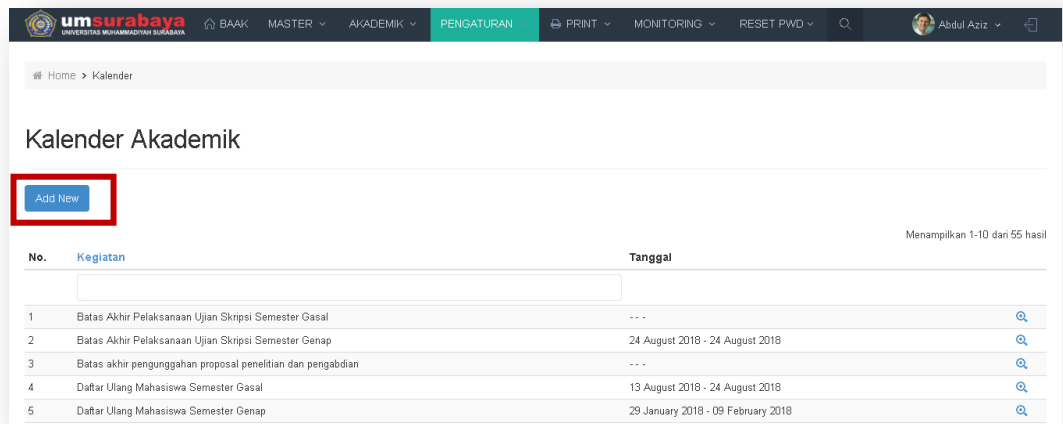 umsurabaya
UNIVERSITAS MUHAMMADIYAH SURABAYA
BAAK MASTER AKADEMIK PENGATURAN PRINT MONITORING RESET PWD Abdul Aziz
Home > Kalender
Kalender Akademik
Add New
Menampilkan 1-10 dari 55 hasil
No. Kegiatan Tanggal
1 Batas Akhir Pelaksanaan Ujian Skripsi Semester Gasal - - -
2 Batas Akhir Pelaksanaan Ujian Skripsi Semester Genap 24 August 2018 - 24 August 2018
3 Batas akhir pengunggahan proposal penelitian dan pengabdian - - -
4 Daftar Ulang Mahasiswa Semester Gasal 13 August 2018 - 24 August 2018
5 Daftar Ulang Mahasiswa Semester Genap 29 January 2018 - 09 February 2018